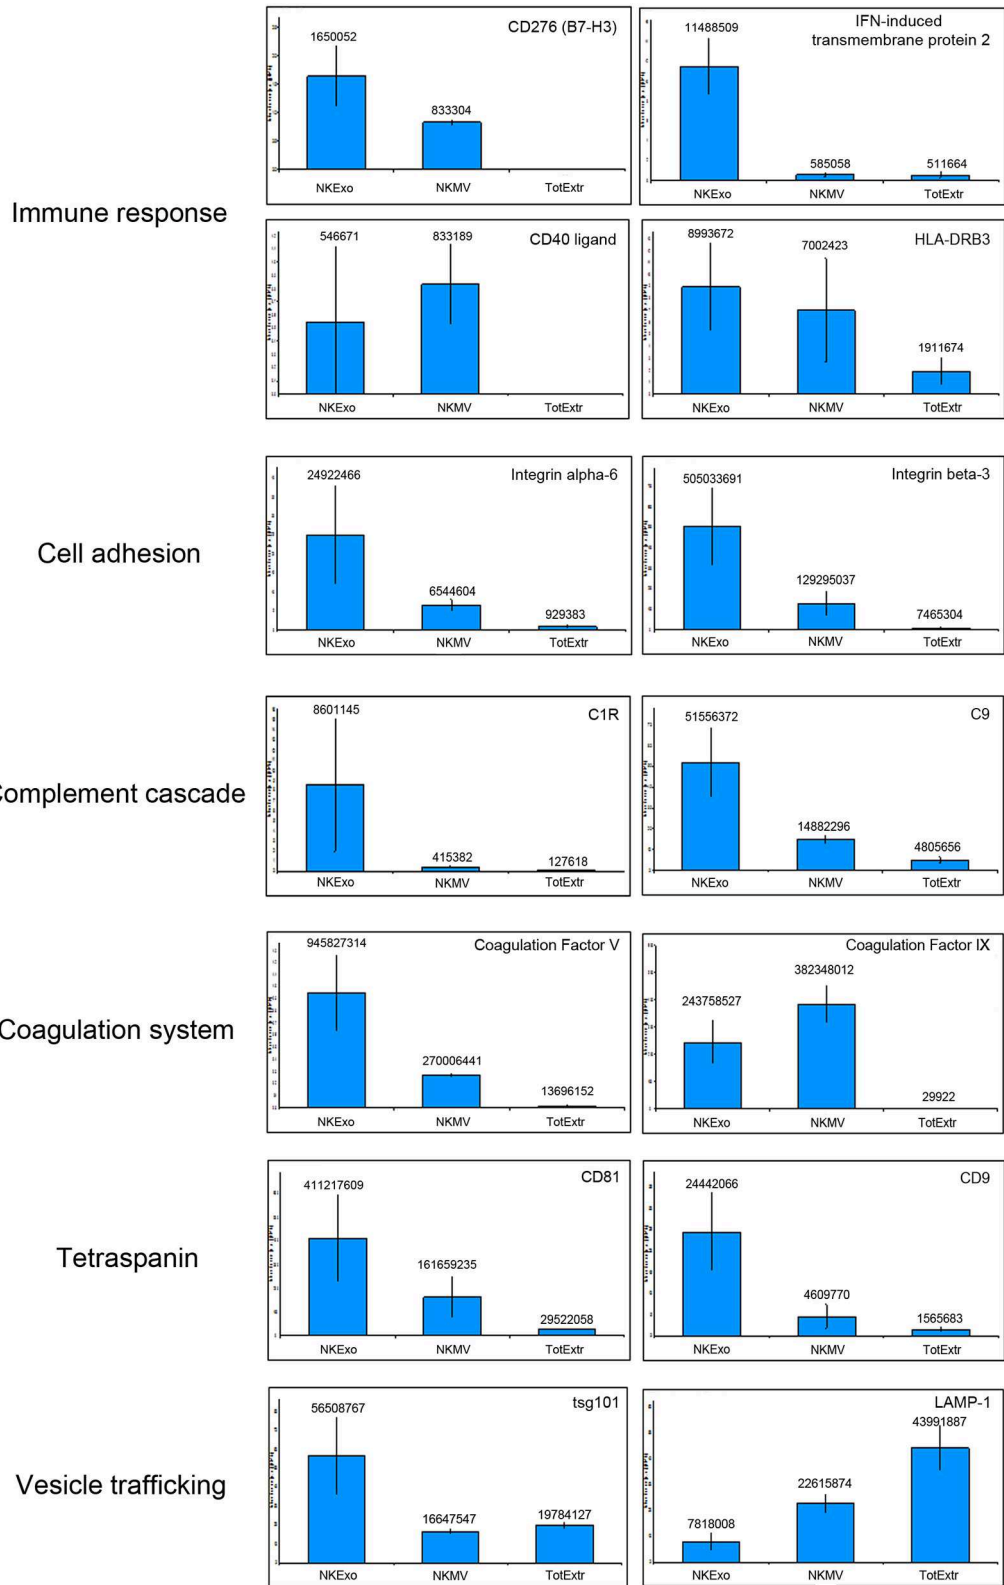 Immune response
CD276 (B7-H3)
1650052
833304
NKExo NKMV TotExtr
IFN-induced
transmembrane protein 2
11488509
585058
511664
NKExo NKMV TotExtr
CD40 ligand
546671
833189
NKExo NKMV TotExtr
HLA-DRB3
8993672
7002423
1911674
NKExo NKMV TotExtr
Cell adhesion
Integrin alpha-6
24922466
6544604
929383
NKExo NKMV TotExtr
Integrin beta-3
505033691
129295037
7465304
NKExo NKMV TotExtr
Complement cascade
C1R
8601145
415382
127618
NKExo NKMV TotExtr
C9
51556372
14882296
4805656
NKExo NKMV TotExtr
Coagulation system
Coagulation Factor V
945827314
270006441
13696152
NKExo NKMV TotExtr
Coagulation Factor IX
243758527
382348012
29922
NKExo NKMV TotExtr
Tetraspanin
CD81
411217609
161659235
29522058
NKExo NKMV TotExtr
CD9
24442066
4609770
1565683
NKExo NKMV TotExtr
Vesicle trafficking
tsg101
56508767
16647547
19784127
NKExo NKMV TotExtr
LAMP-1
7818008
22615874
43991887
NKExo NKMV TotExtr